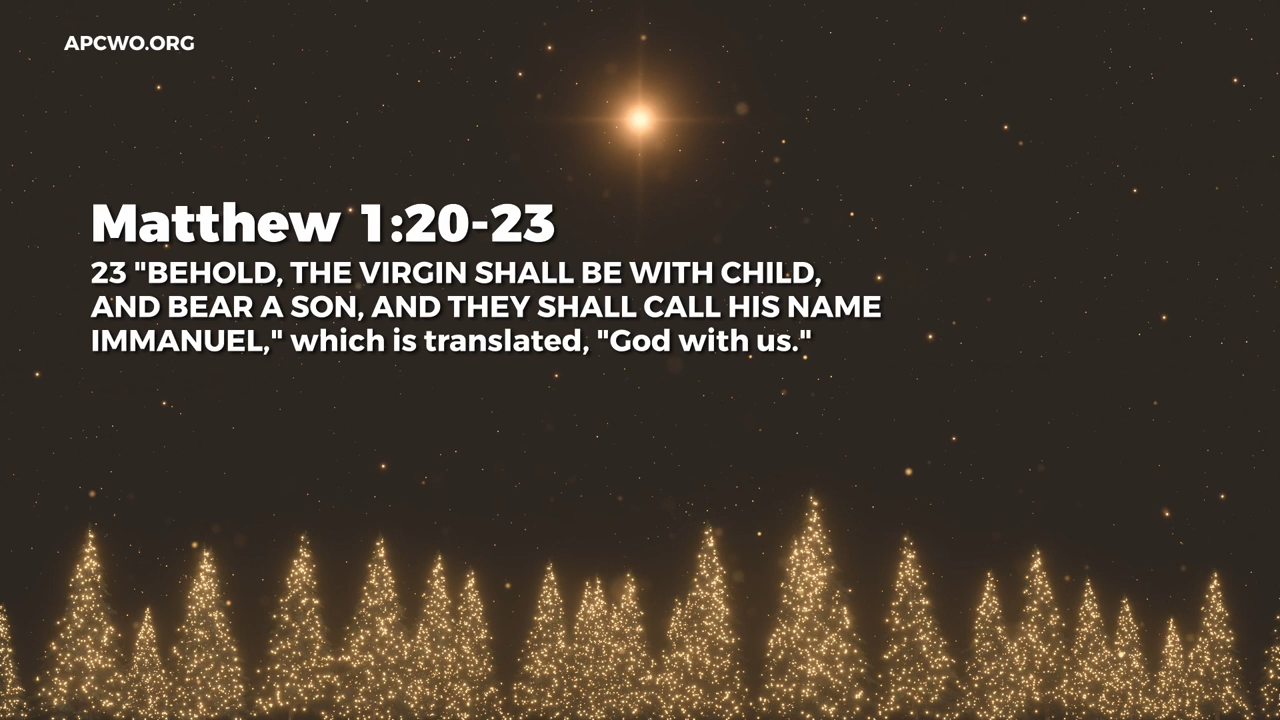 APCWO.ORG
Matthew 1:20-23
23 "BEHOLD, THE VIRGIN SHALL BE WITH CHILD,
AND BEAR A SON, AND THEY SHALL CALL HIS NAME
IMMANUEL," which is translated, "God with us."